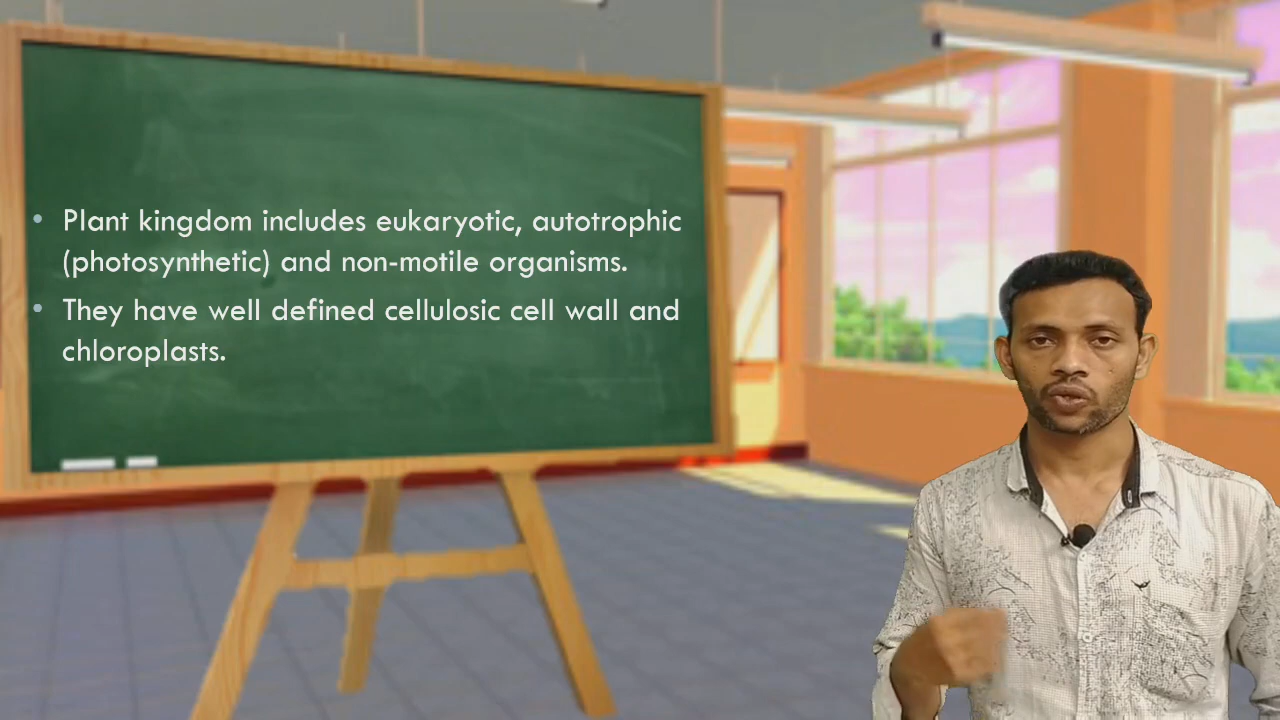 • Plant kingdom includes eukaryotic, autotrophic
(photosynthetic) and non-motile organisms.
• They have well defined cellulosic cell wall and
chloroplasts.